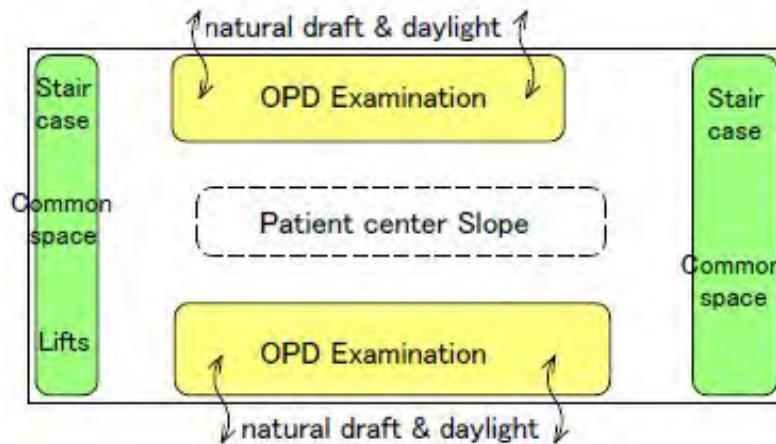 natural draft & daylight
Stair
case
OPD Examination
Stair
case
Common
space
Patient center Slope
Common
space
Lifts
OPD Examination
natural draft & daylight